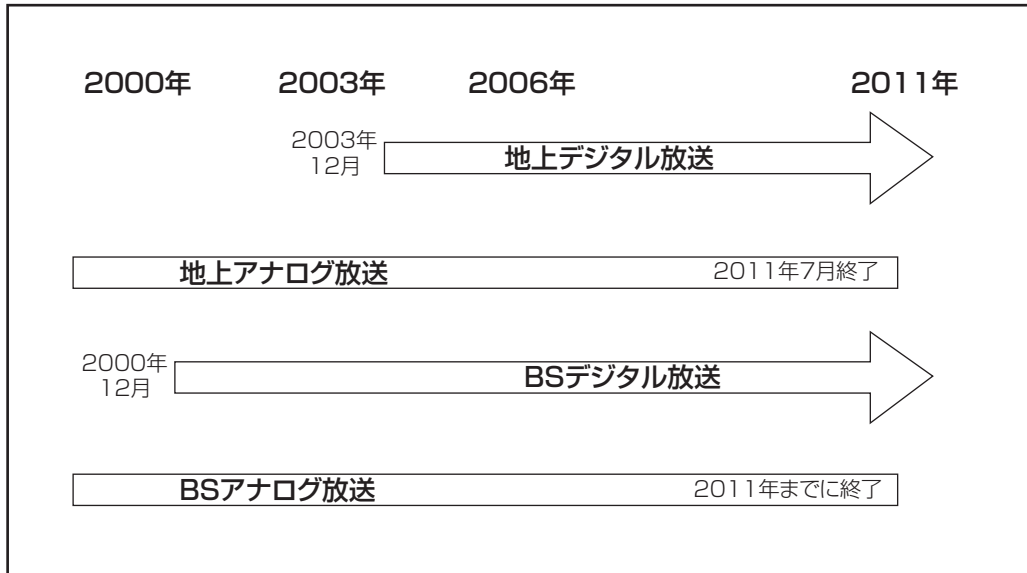 2000年 2003年 2006年 2011年
2003年
12月
地上デジタル放送
地上アナログ放送
2011年7月終了
2000年
12月
BSデジタル放送
BSアナログ放送
2011年までに終了